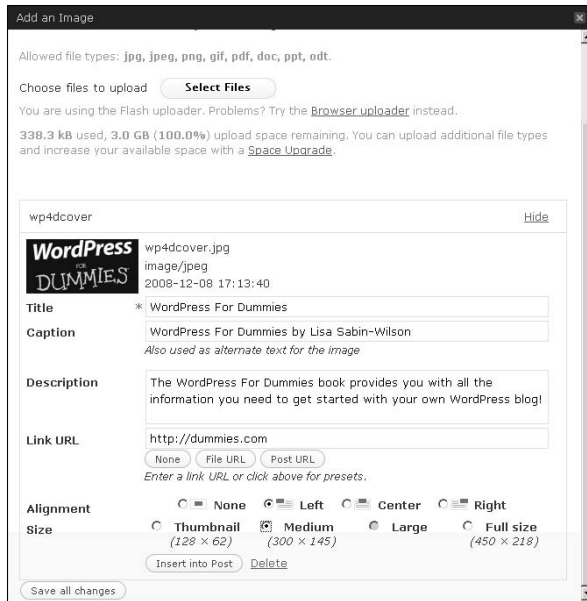 Add an Image
Allowed file types: jpg, jpeg, png, gif, pdf, doc, ppt, odt.
Choose files to upload Select Files
You are using the Flash uploader. Problems? Try the Browser uploader instead.
338.3 kB used, 3.0 GB (100.0%) upload space remaining. You can upload additional file types
and increase your available space with a Space Upgrade.
wp4dcover Hide
WordPress
FOR
DUMMIES
wp4dcover.jpg
image/jpeg
2008-12-08 17:13:40
Title * WordPress For Dummies
Caption WordPress For Dummies by Lisa Sabin-Wilson
Also used as alternate text for the image
Description The WordPress For Dummies book provides you with all the
information you need to get started with your own WordPress blog!
Link URL http://dummies.com
None File URL Post URL
Enter a link URL or click above for presets.
Alignment None Left Center Right
Size Thumbnail Medium Large Full size
(128 × 62) (300 × 145) (450 × 218)
Insert into Post Delete
Save all changes